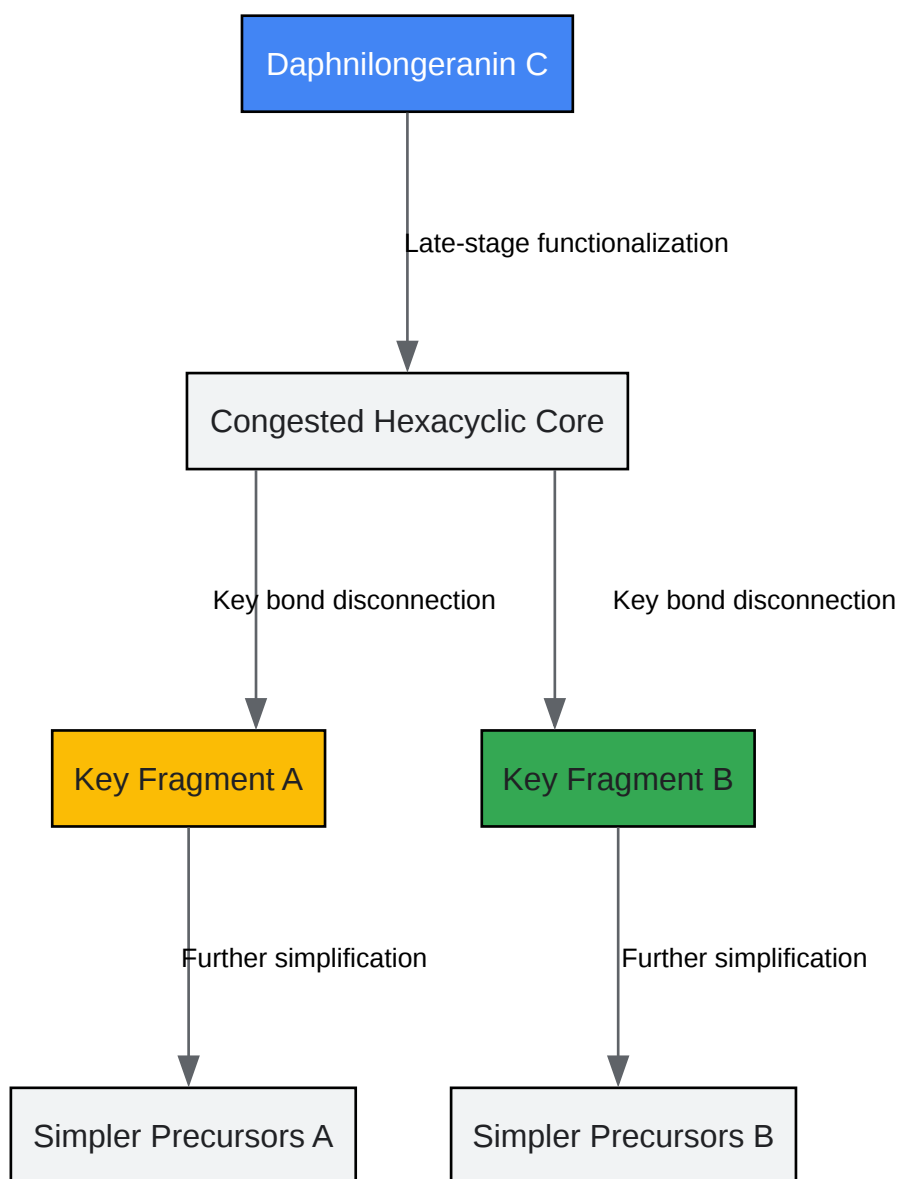 Daphnilongeranin C
Late-stage functionalization
Congested Hexacyclic Core
Key bond disconnection
Key bond disconnection
Key Fragment A
Key Fragment B
Further simplification
Further simplification
Simpler Precursors A
Simpler Precursors B